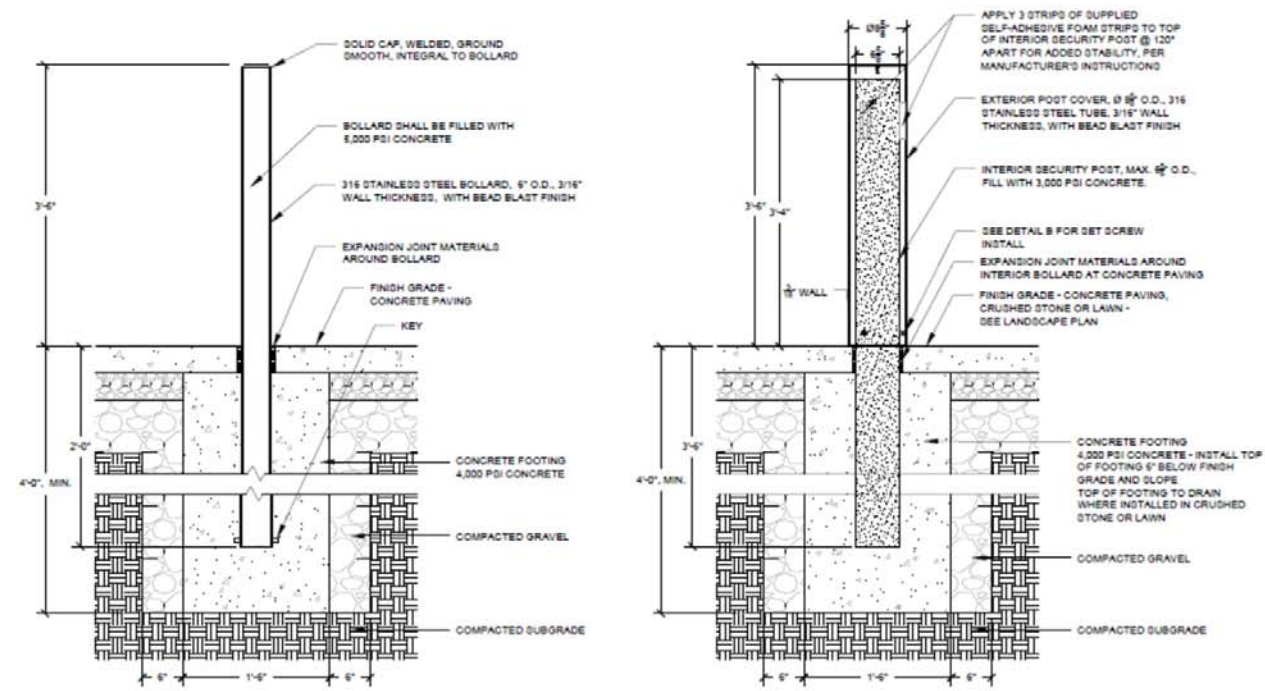 SOLID CAP, WELDED, GROUND
SMOOTH, INTEGRAL TO BOLLARD
BOLLARD SHALL BE FILLED WITH
5,000 PSI CONCRETE
3'-6"
316 STAINLESS STEEL BOLLARD, 6" O.D., 3/16"
WALL THICKNESS, WITH BEAD BLAST FINISH
EXPANSION JOINT MATERIALS
AROUND BOLLARD
FINISH GRADE -
CONCRETE PAVING
KEY
2'-0"
4'-0", MIN.
CONCRETE FOOTING
4,000 PSI CONCRETE
COMPACTED GRAVEL
COMPACTED SUBGRADE
6"
1'-6"
6"
APPLY 3 STRIPS OF SUPPLIED
SELF-ADHESIVE FOAM STRIPS TO TOP
OF INTERIOR SECURITY POST @ 120°
APART FOR ADDED STABILITY, PER
MANUFACTURER'S INSTRUCTIONS
EXTERIOR POST COVER, Ø O.D., 316
STAINLESS STEEL TUBE, 3/16" WALL
THICKNESS, WITH BEAD BLAST FINISH
INTERIOR SECURITY POST, MAX. O.D.,
FILL WITH 3,000 PSI CONCRETE.
3'-6"
3'-4"
SEE DETAIL B FOR SET SCREW
INSTALL
EXPANSION JOINT MATERIALS AROUND
INTERIOR BOLLARD AT CONCRETE PAVING
WALL
FINISH GRADE - CONCRETE PAVING,
CRUSHED STONE OR LAWN -
SEE LANDSCAPE PLAN
3'-6"
4'-0", MIN.
CONCRETE FOOTING
4,000 PSI CONCRETE - INSTALL TOP
OF FOOTING 6" BELOW FINISH
GRADE AND SLOPE
TOP OF FOOTING TO DRAIN
WHERE INSTALLED IN CRUSHED
STONE OR LAWN
COMPACTED GRAVEL
COMPACTED SUBGRADE
6"
1'-6"
6"